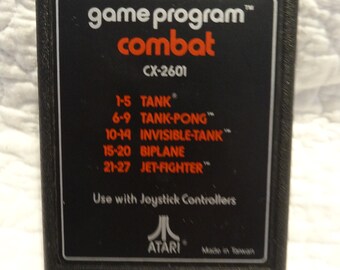 game program™
combat
CX-2601
1-5 TANK®
6-9 TANK-PONG™
10-14 INVISIBLE-TANK™
15-20 BIPLANE
21-27 JET-FIGHTER™
Use with Joystick Controllers
ATARI®
Made in Taiwan